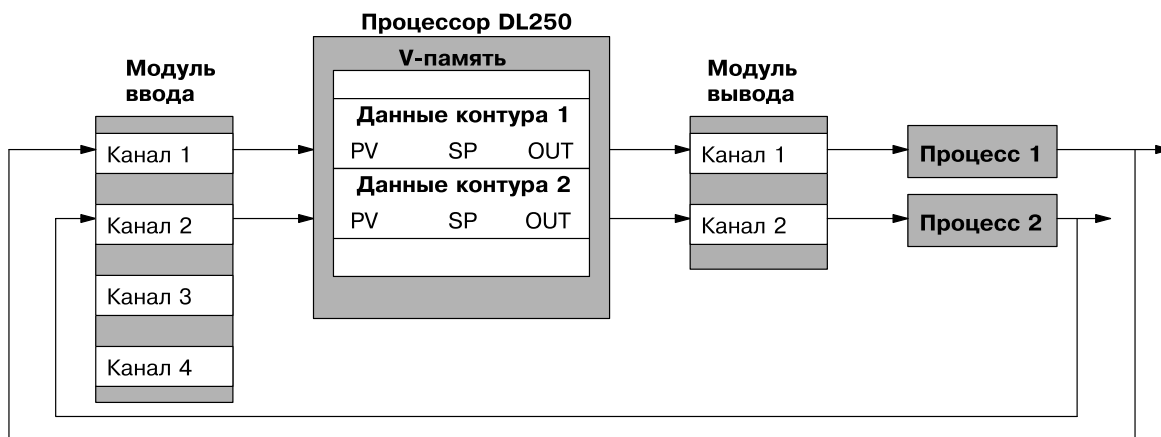 Процессор DL250
V-память
Модуль
ввода
Модуль
вывода
Данные контура 1
PV SP OUT
Данные контура 2
PV SP OUT
Канал 1
Канал 2
Канал 3
Канал 4
Канал 1
Канал 2
Процесс 1
Процесс 2